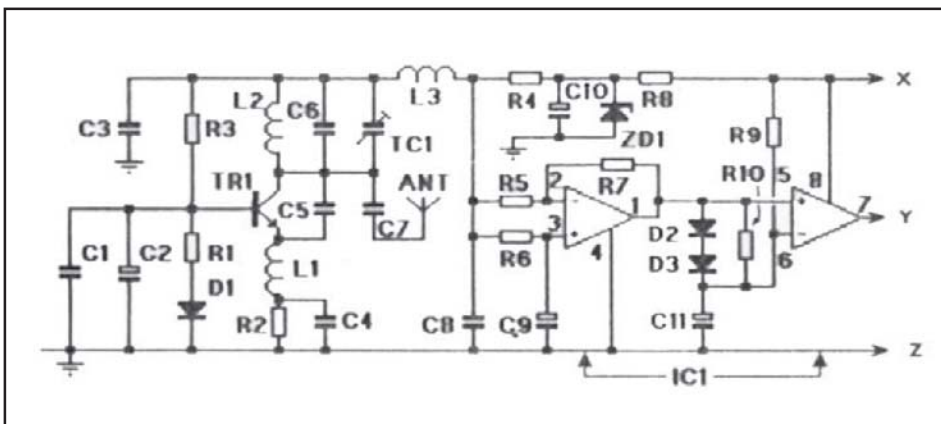 L2
C6
L3
R4
C10
R8
X
C3
R3
TC1
ZD1
R9
TR1
ANT
R5
2
R7
R10
5
8
C5
C7
1
7
Y
C1
C2
R1
L1
R6
3
4
D2
D3
6
D1
R2
C4
C8
C9
C11
Z
IC1
+
-